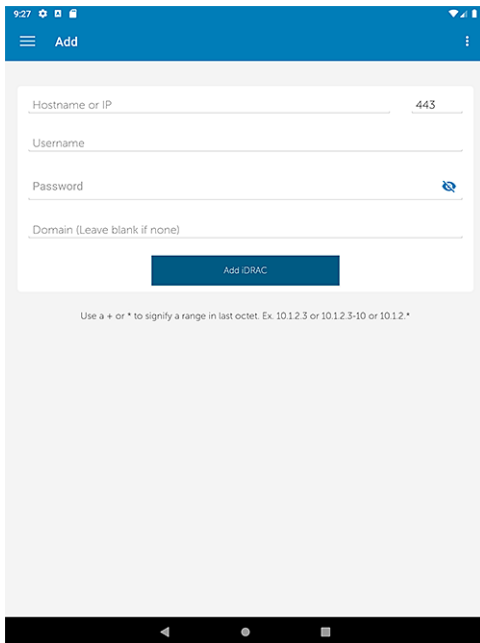 9:27
Add
Hostname or IP 443
Username
Password
Domain (Leave blank if none)
Add iDRAC
Use a + or * to signify a range in last octet. Ex. 10.1.2.3 or 10.1.2.3-10 or 10.1.2.*